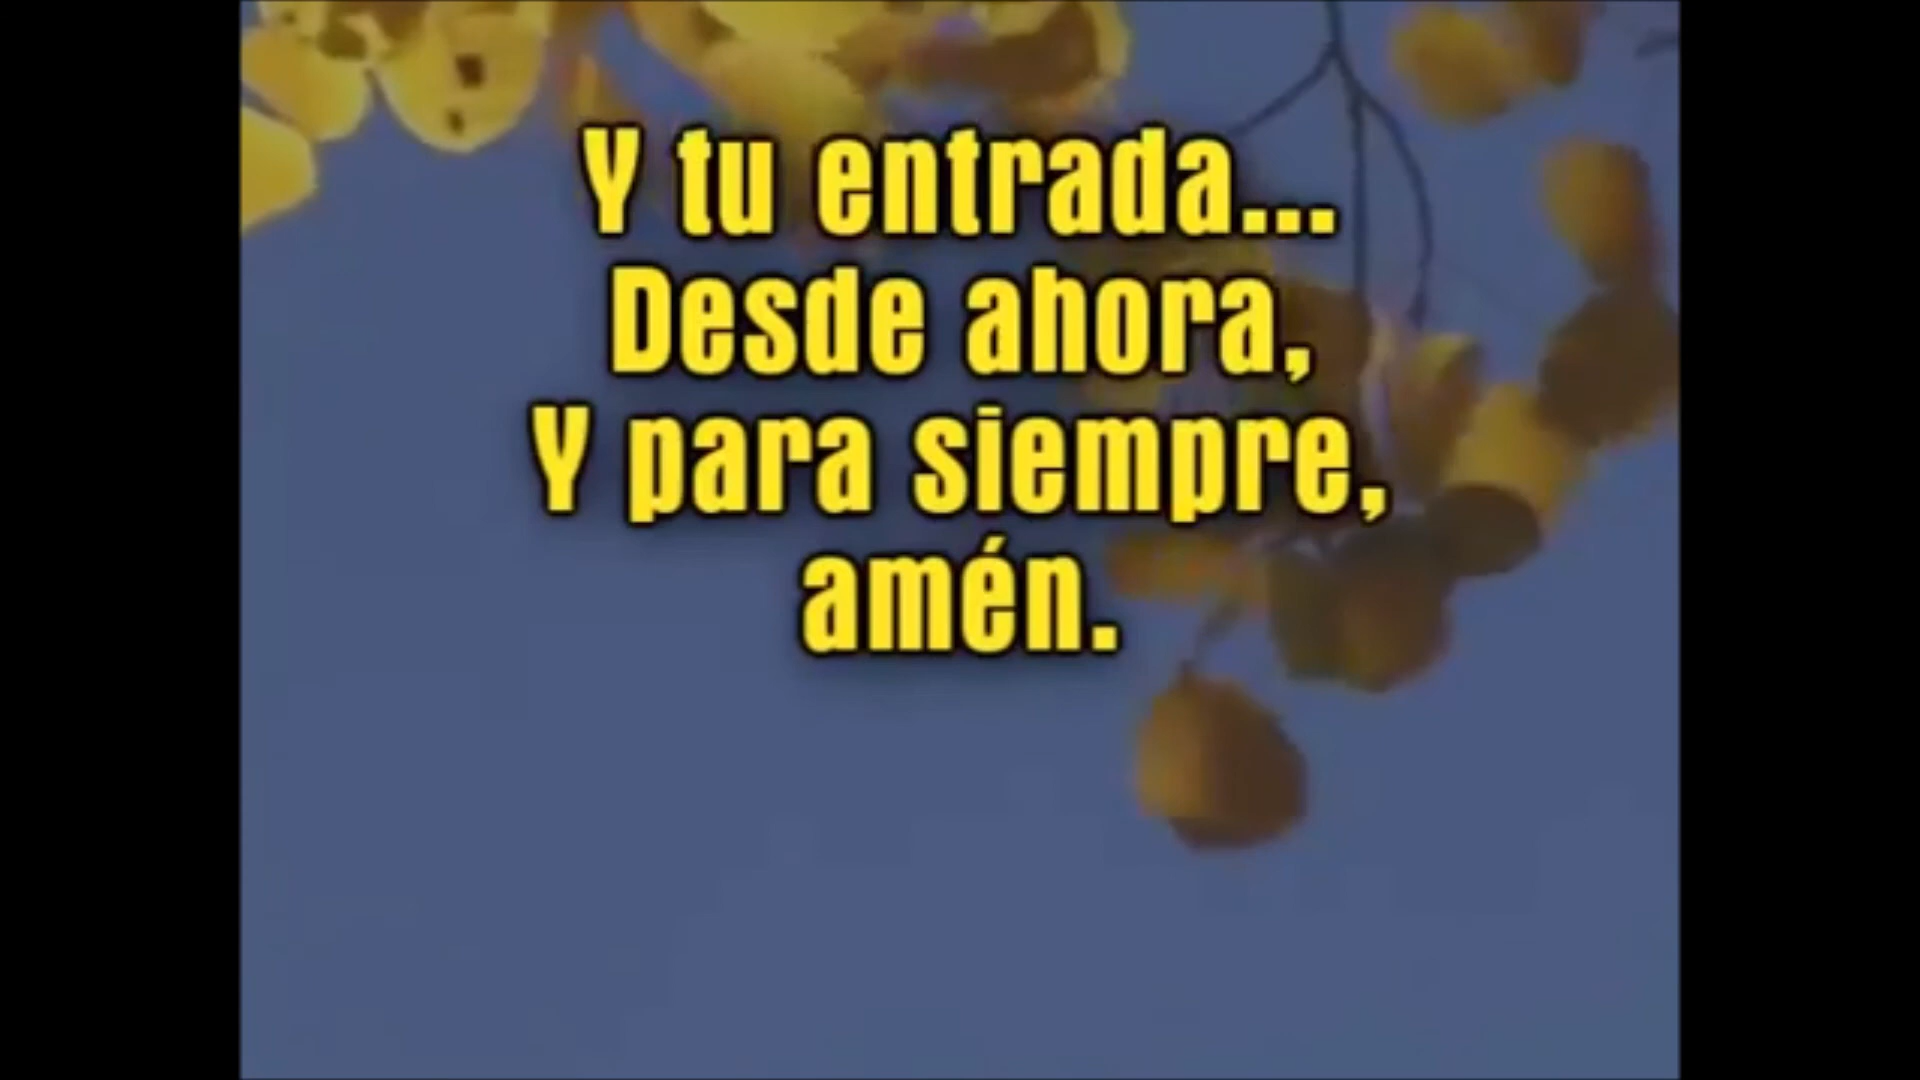 Y tu entrada...
Desde ahora,
Y para siempre,
amén.